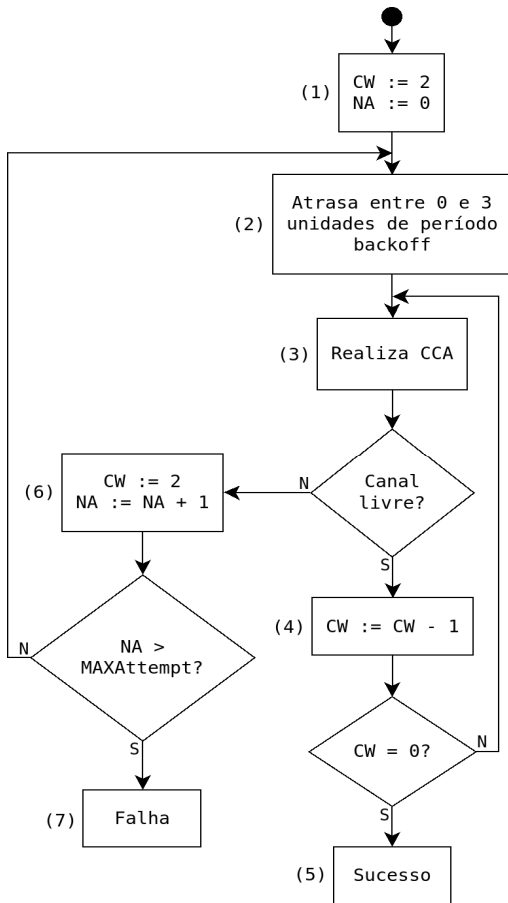 (1)
CW := 2
NA := 0
(2)
Atrasa entre 0 e 3
unidades de período
backoff
(3)
Realiza CCA
Canal
livre?
N
S
(6)
CW := 2
NA := NA + 1
(4)
CW := CW - 1
NA >
MAXAttempt?
N
S
CW = 0?
N
S
(7)
Falha
(5)
Sucesso